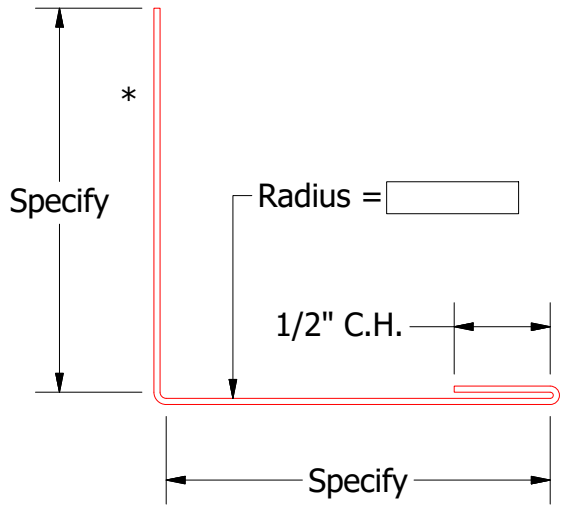 *
Specify
Radius =
1/2" C.H.
Specify